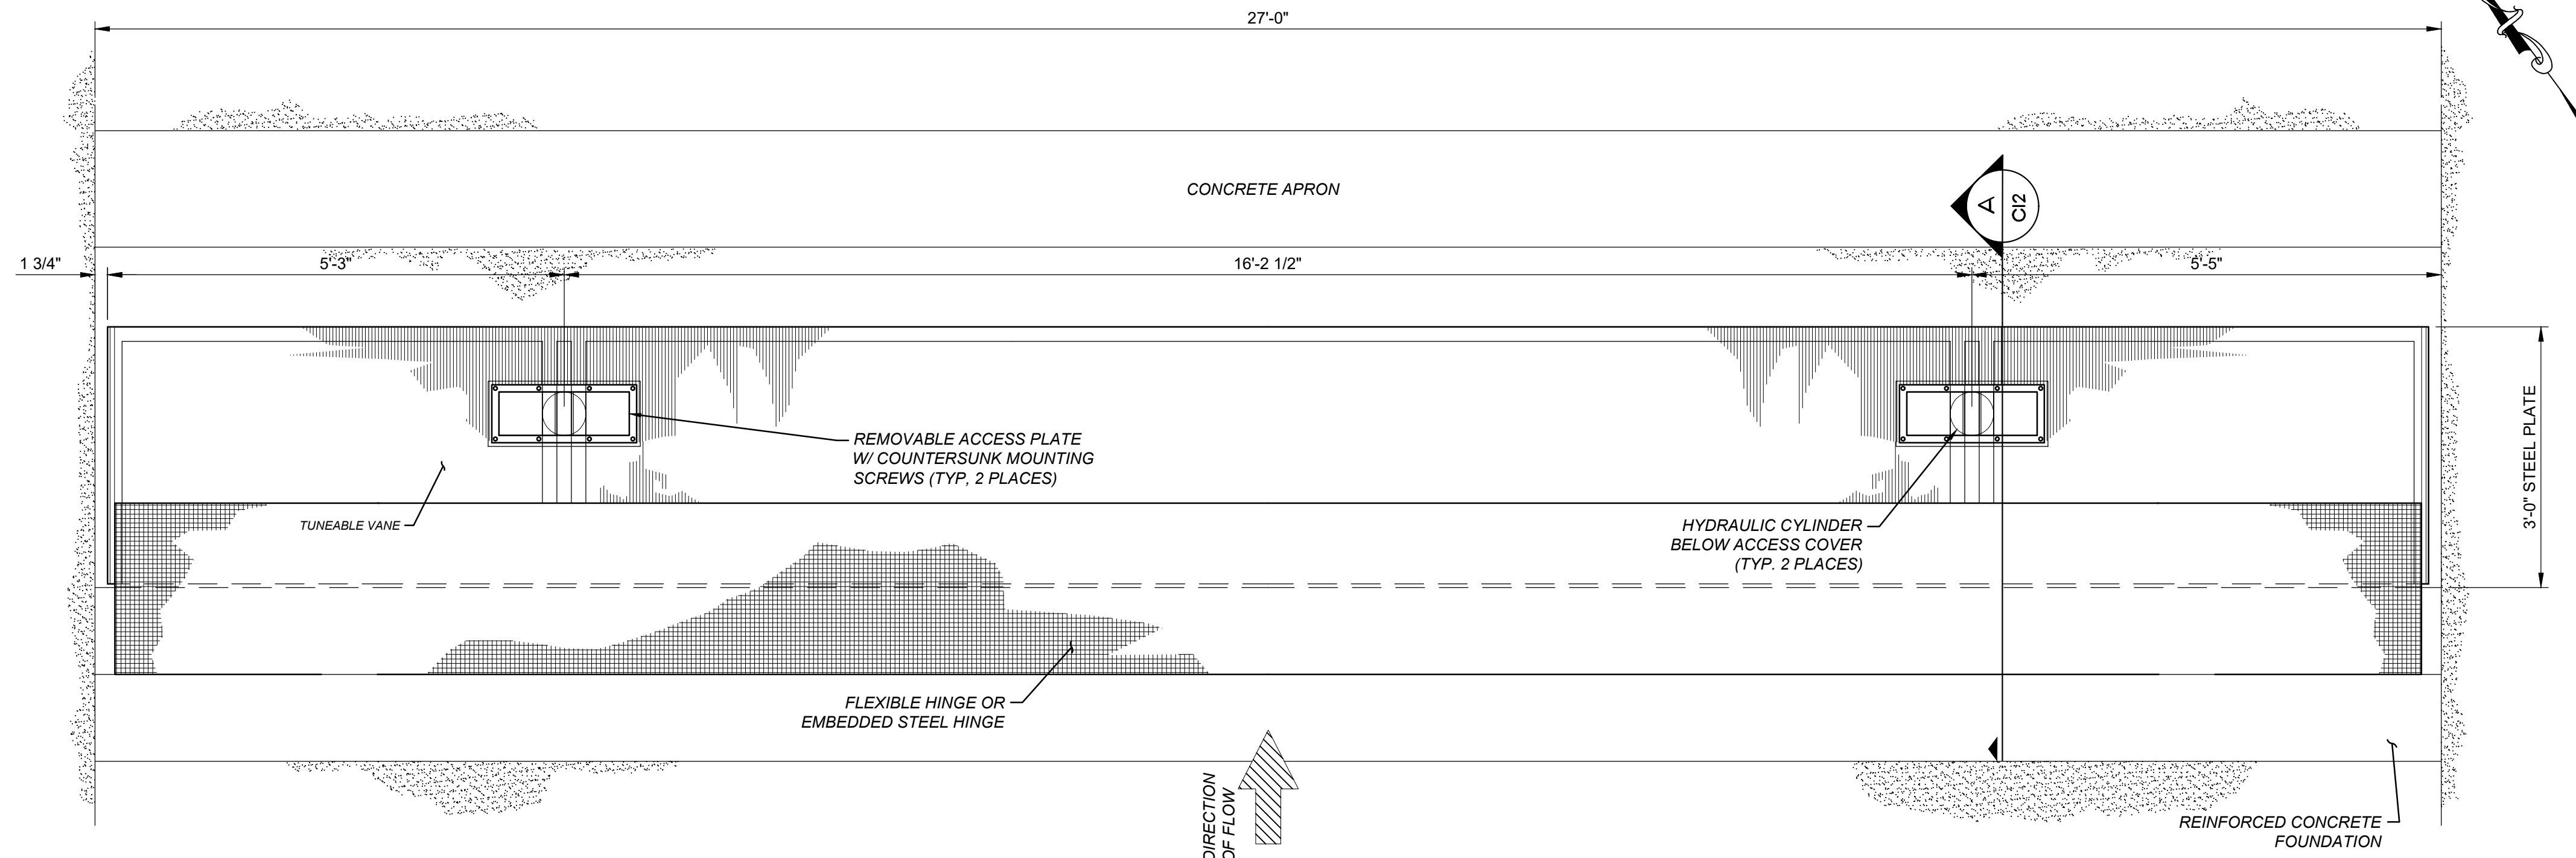 27'-0"
CONCRETE APRON
A
CI2
1 3/4"
5'-3"
16'-2 1/2"
5'-5"
REMOVABLE ACCESS PLATE
W/ COUNTERSUNK MOUNTING
SCREWS (TYP, 2 PLACES)
3'-0" STEEL PLATE
TUNEABLE VANE
HYDRAULIC CYLINDER
BELOW ACCESS COVER
(TYP. 2 PLACES)
FLEXIBLE HINGE OR
EMBEDDED STEEL HINGE
DIRECTION
OF FLOW
REINFORCED CONCRETE
FOUNDATION